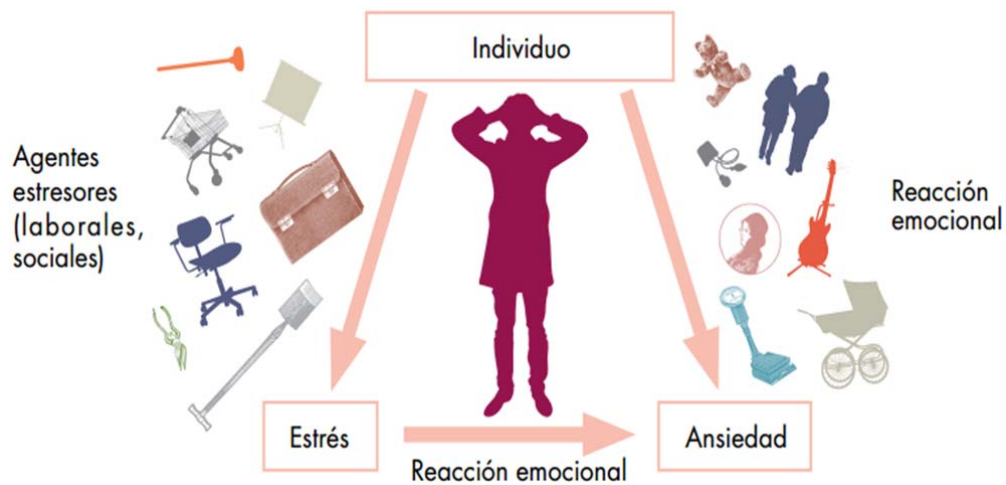 Individuo
Agentes
estresores
(laborales,
sociales)
Reacción
emocional
Estrés
Ansiedad
Reacción emocional